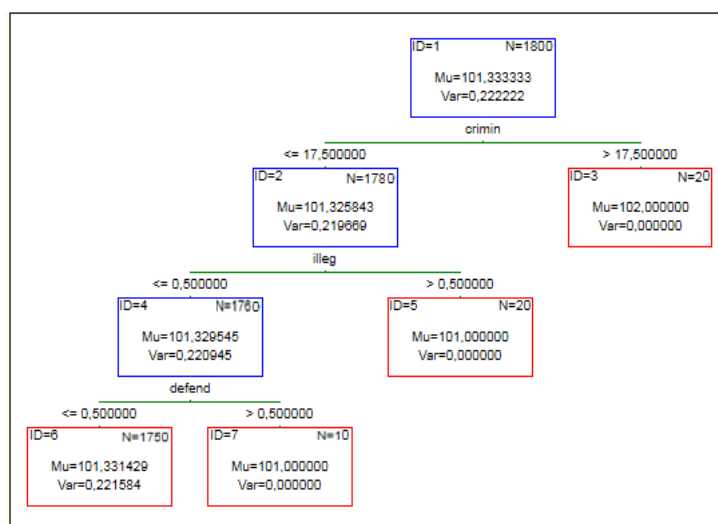 ID=1 N=1800
Mu=101,333333
Var=0,222222
crimin
<= 17,500000 > 17,500000
ID=2 N=1780 ID=3 N=20
Mu=101,325843 Mu=102,000000
Var=0,219669 Var=0,000000
illeg
<= 0,500000 > 0,500000
ID=4 N=1760 ID=5 N=20
Mu=101,329545 Mu=101,000000
Var=0,220945 Var=0,000000
defend
<= 0,500000 > 0,500000
ID=6 N=1750 ID=7 N=10
Mu=101,331429 Mu=101,000000
Var=0,221584 Var=0,000000